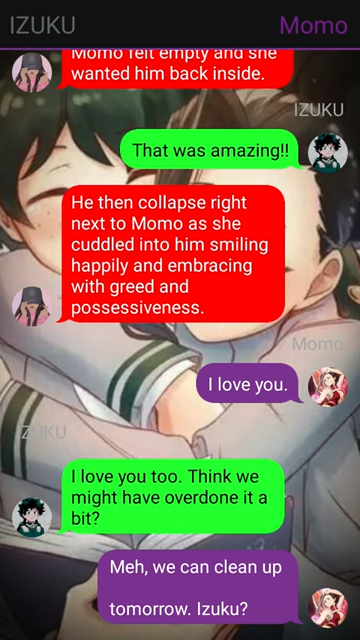 IZUKU
Momo
Momo felt empty and she
wanted him back inside.
IZUKU
That was amazing!!
He then collapse right
next to Momo as she
cuddled into him smiling
happily and embracing
with greed and
possessiveness.
Momo
I love you.
ZUKU
I love you too. Think we
might have overdone it a
bit?
Meh, we can clean up
tomorrow. Izuku?